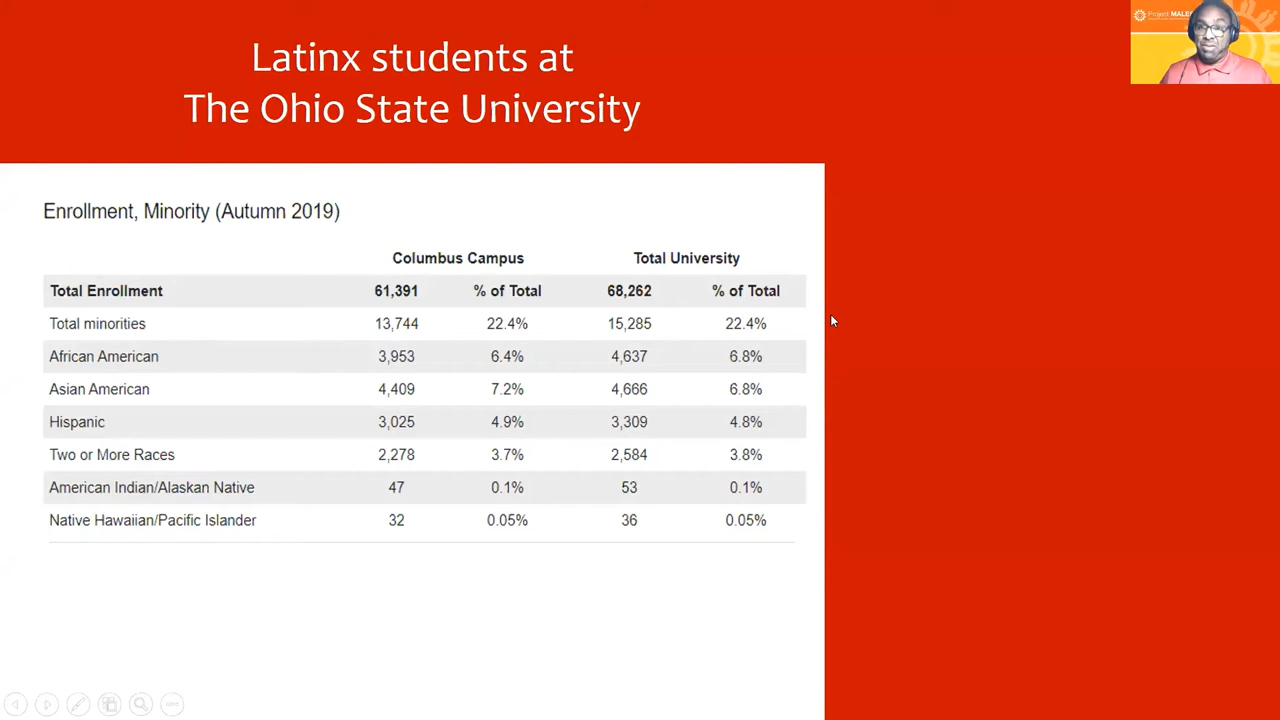 Latinx students at
The Ohio State University
Project MALES
Enrollment, Minority (Autumn 2019)
Columbus Campus Total University
Total Enrollment 61,391 % of Total 68,262 % of Total
Total minorities 13,744 22.4% 15,285 22.4%
African American 3,953 6.4% 4,637 6.8%
Asian American 4,409 7.2% 4,666 6.8%
Hispanic 3,025 4.9% 3,309 4.8%
Two or More Races 2,278 3.7% 2,584 3.8%
American Indian/Alaskan Native 47 0.1% 53 0.1%
Native Hawaiian/Pacific Islander 32 0.05% 36 0.05%